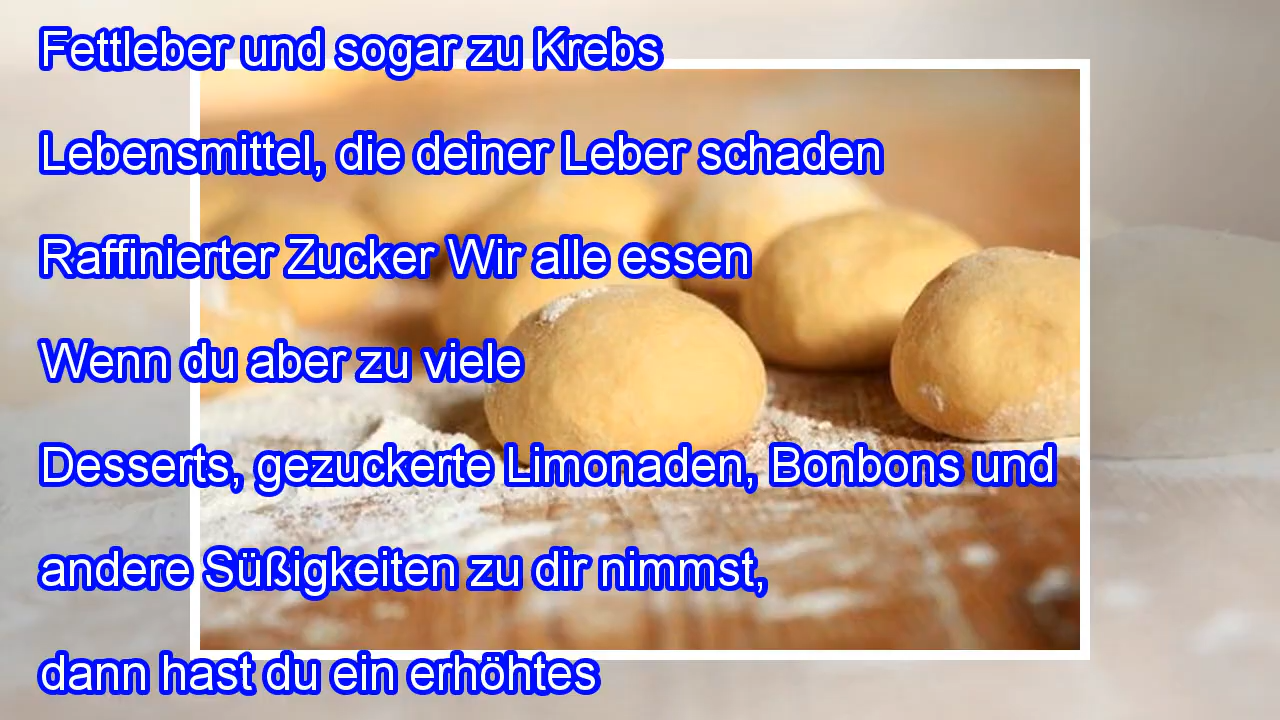 Fettleber und sogar zu Krebs
Lebensmittel, die deiner Leber schaden
Raffinierter Zucker Wir alle essen
Wenn du aber zu viele
Desserts, gezuckerte Limonaden, Bonbons und
andere Süßigkeiten zu dir nimmst,
dann hast du ein erhöhtes